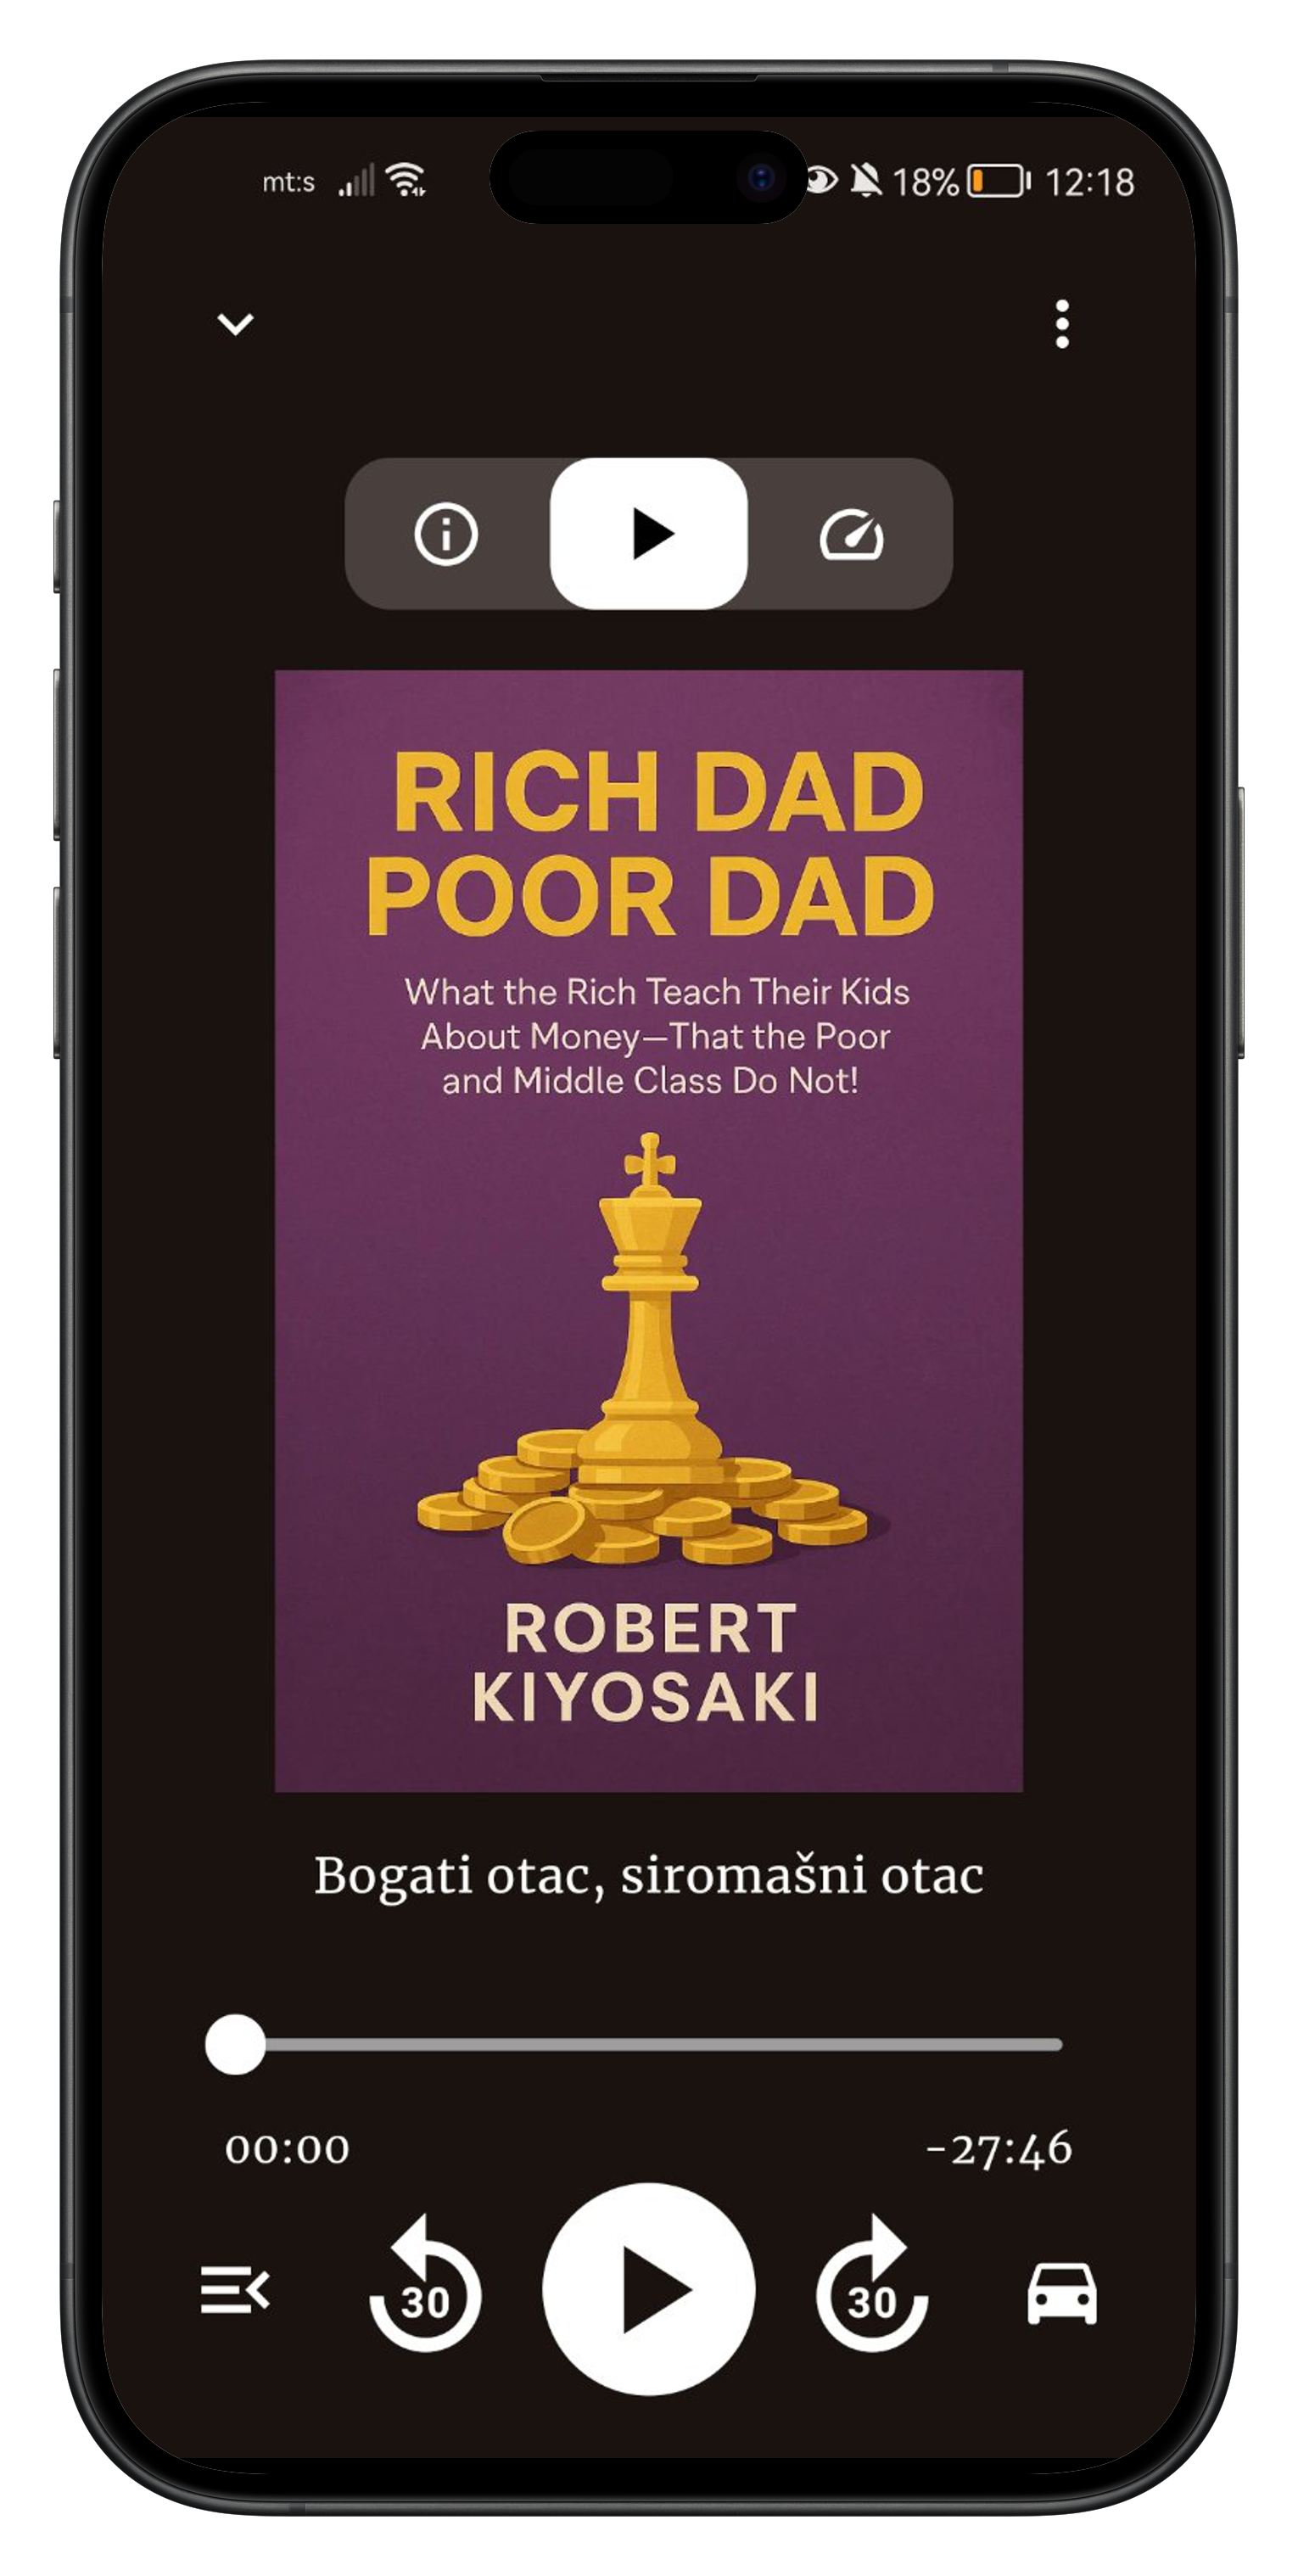 mt:s 18% 12:18
RICH DAD
POOR DAD
What the Rich Teach Their Kids
About Money—That the Poor
and Middle Class Do Not!
ROBERT
KIYOSAKI
Bogati otac, siromašni otac
00:00 -27:46
30 30